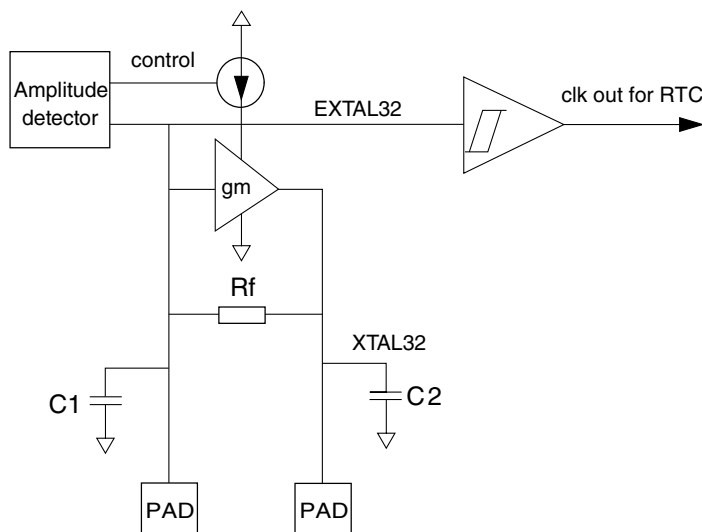 control
Amplitude
detector
EXTAL32
clk out for RTC
gm
Rf
XTAL32
C1
C2
PAD
PAD